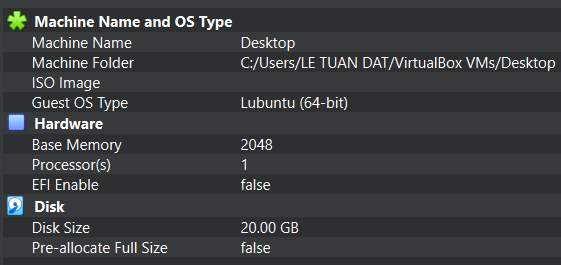 Machine Name and OS Type
Machine Name Desktop
Machine Folder C:/Users/LE TUAN DAT/VirtualBox VMs/Desktop
ISO Image
Guest OS Type Lubuntu (64-bit)
Hardware
Base Memory 2048
Processor(s) 1
EFI Enable false
Disk
Disk Size 20.00 GB
Pre-allocate Full Size false